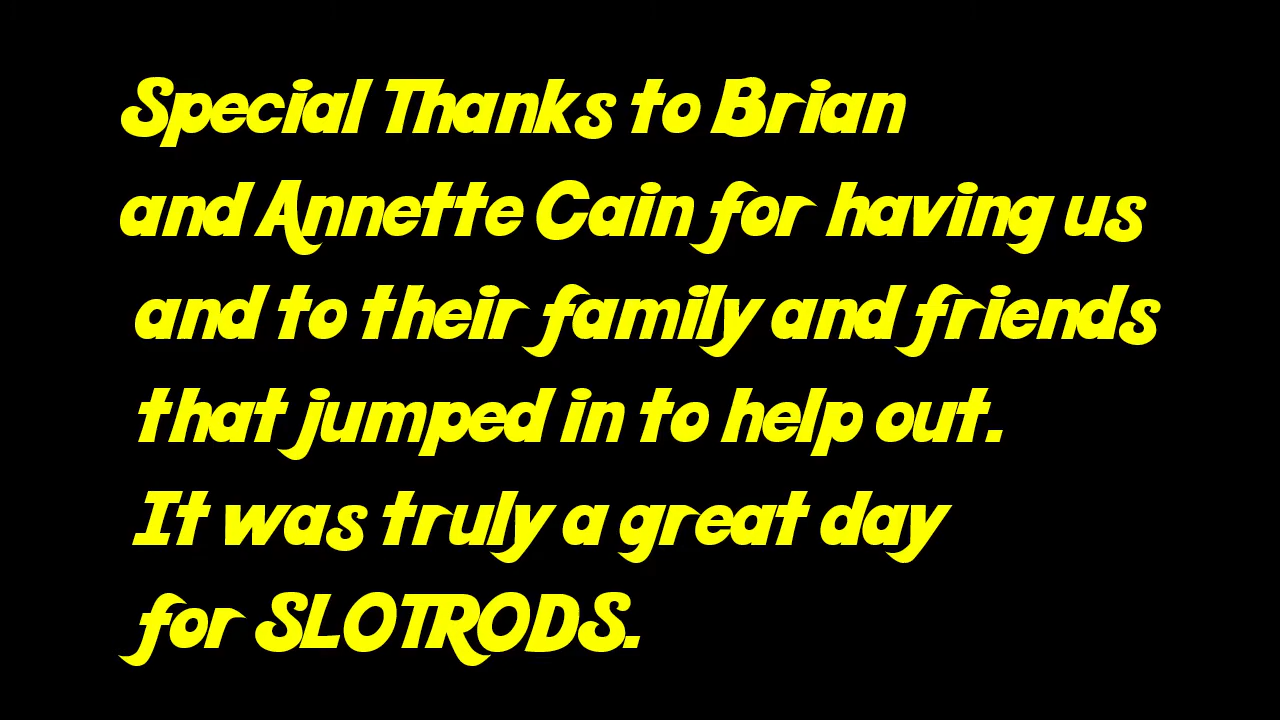 Special Thanks to Brian
and Annette Cain for having us
and to their family and friends
that jumped in to help out.
It was truly a great day
for SLOTRODS.